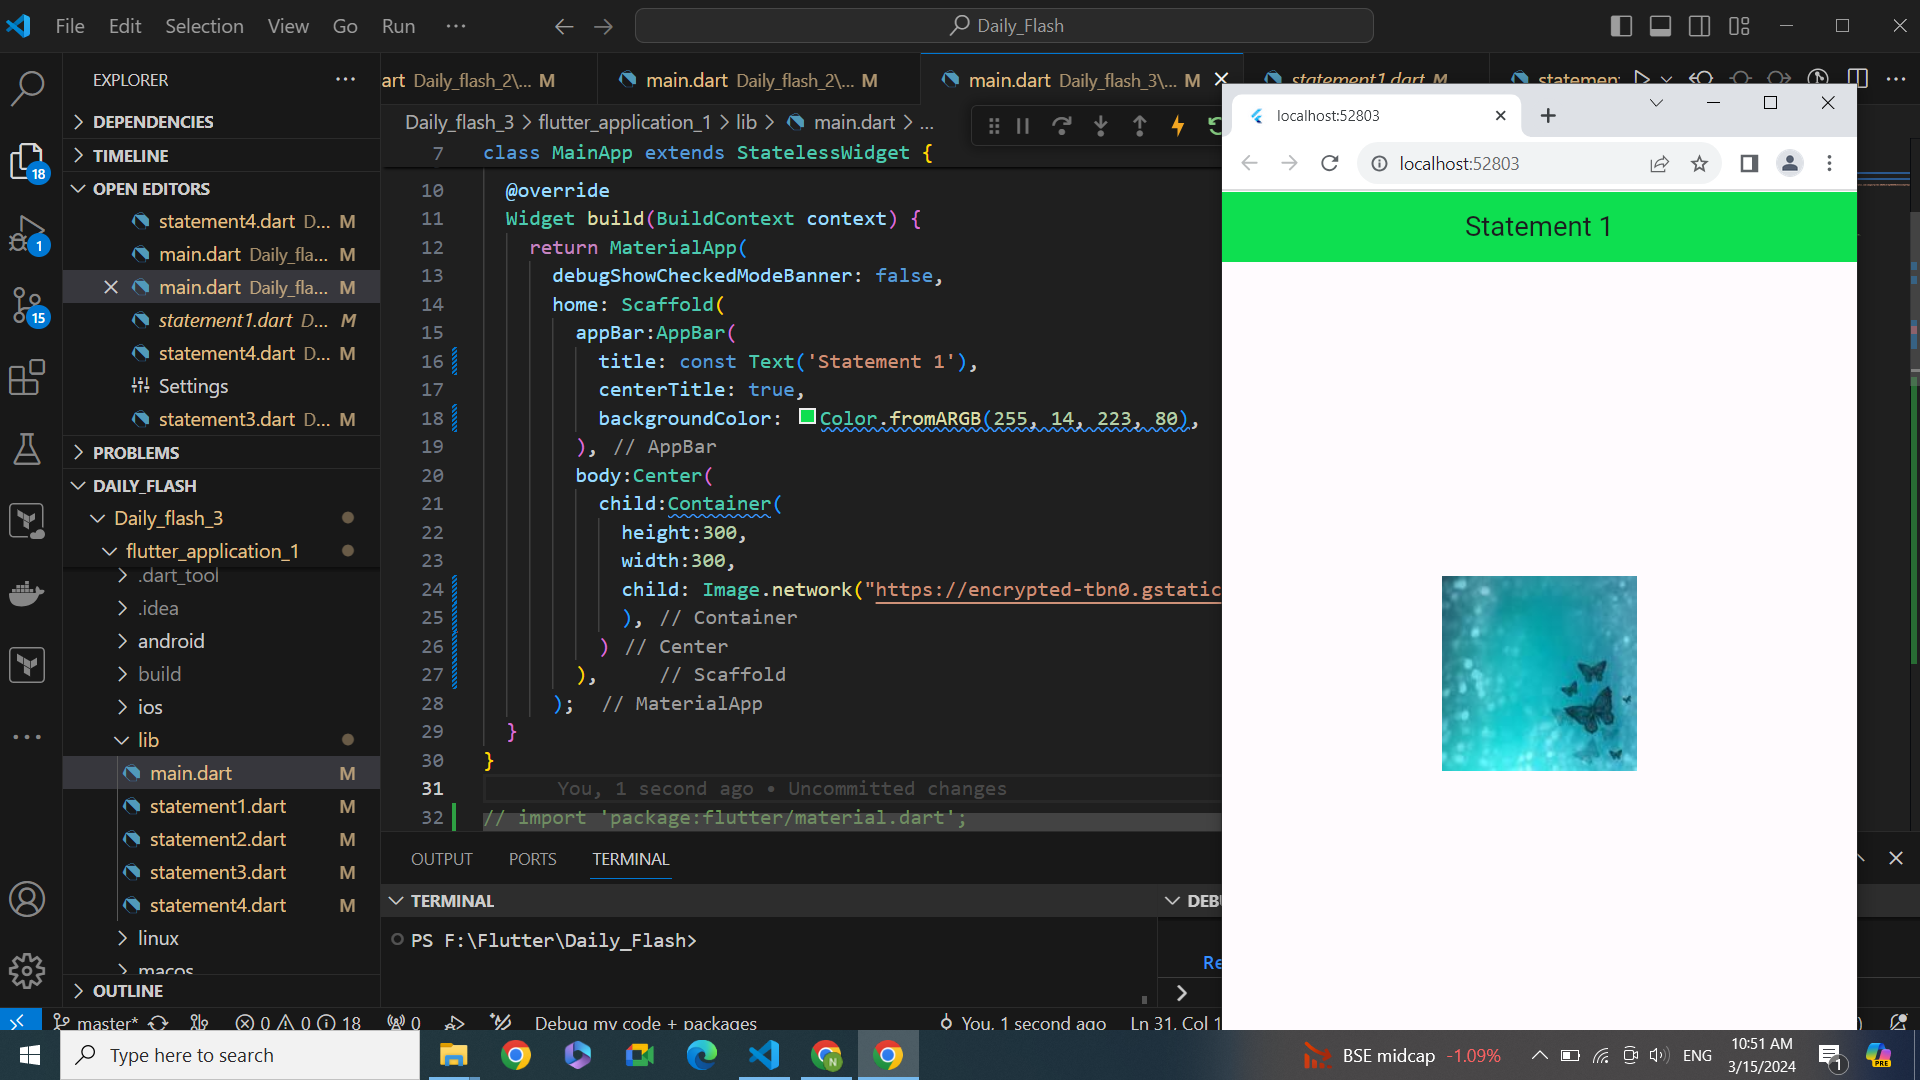 File Edit Selection View Go Run ···
Daily_Flash
EXPLORER
DEPENDENCIES
TIMELINE
OPEN EDITORS
statement4.dart D... M
main.dart Daily_fla... M
main.dart Daily_fla... M
statement1.dart D... M
statement4.dart D... M
Settings
statement3.dart D... M
PROBLEMS
DAILY_FLASH
Daily_flash_3
flutter_application_1
.dart_tool
.idea
android
build
ios
lib
main.dart M
statement1.dart M
statement2.dart M
statement3.dart M
statement4.dart M
linux
macos
OUTLINE
18
1
15
art Daily_flash_2\... M
main.dart Daily_flash_2\... M
main.dart Daily_flash_3\... M
statement1.dart M
statemen
Daily_flash_3 > flutter_application_1 > lib > main.dart > ...
7 class MainApp extends StatelessWidget {
10 @override
11 Widget build(BuildContext context) {
12 return MaterialApp(
13 debugShowCheckedModeBanner: false,
14 home: Scaffold(
15 appBar:AppBar(
16 title: const Text('Statement 1'),
17 centerTitle: true,
18 backgroundColor: Color.fromARGB(255, 14, 223, 80),
19 ), // AppBar
20 body:Center(
21 child:Container(
22 height:300,
23 width:300,
24 child: Image.network("https://encrypted-tbn0.gstatic
25 ), // Container
26 ) // Center
27 ), // Scaffold
28 ); // MaterialApp
29 }
30 }
31 You, 1 second ago • Uncommitted changes
32 // import 'package:flutter/material.dart';
OUTPUT PORTS TERMINAL
TERMINAL
PS F:\Flutter\Daily_Flash>
DEBU
Re
localhost:52803
localhost:52803
Statement 1
master* 0 0 18 0 Debug my code + packages You, 1 second ago Ln 31, Col 1
Type here to search
N
BSE midcap -1.09%
ENG
10:51 AM
3/15/2024
1
PRE